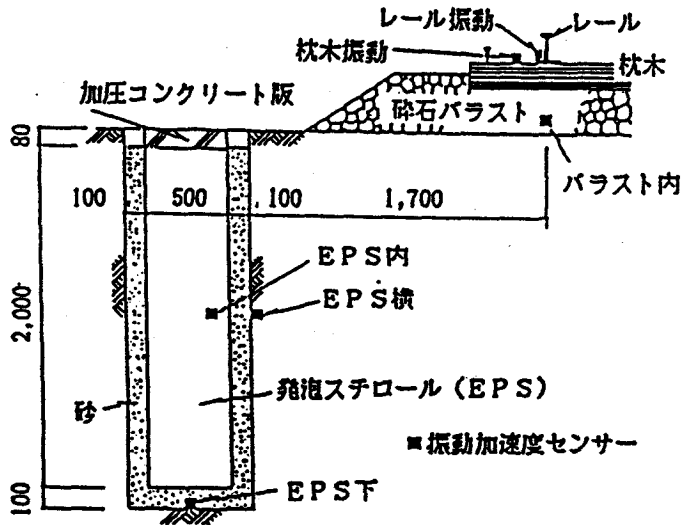 レール振動
レール
枕木振動
枕木
加圧コンクリート版
砕石バラスト
80
バラスト内
100 500 100 1,700
EPS内
EPS横
2,000
発泡スチロール(EPS)
砂
■振動加速度センサー
EPS下
100